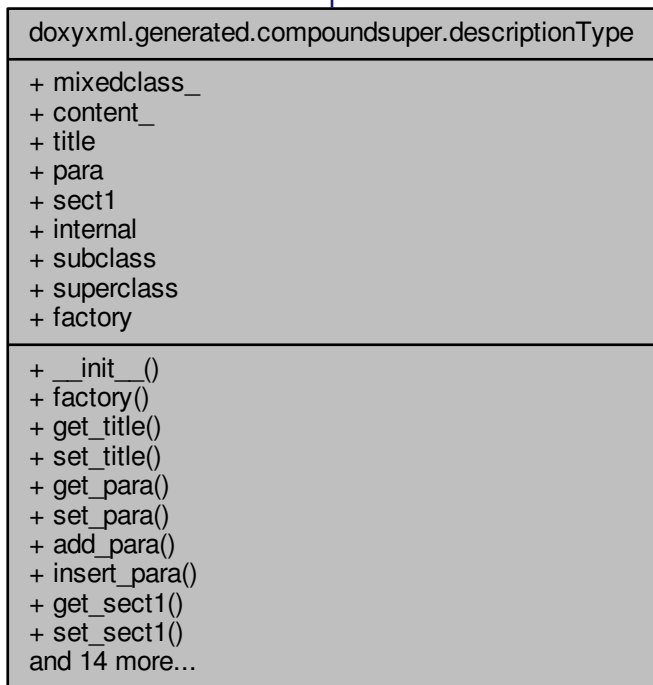 doxyxml.generated.compoundsuper.descriptionType
+ mixedclass_
+ content_
+ title
+ para
+ sect1
+ internal
+ subclass
+ superclass
+ factory
+ __init__()
+ factory()
+ get_title()
+ set_title()
+ get_para()
+ set_para()
+ add_para()
+ insert_para()
+ get_sect1()
+ set_sect1()
and 14 more...